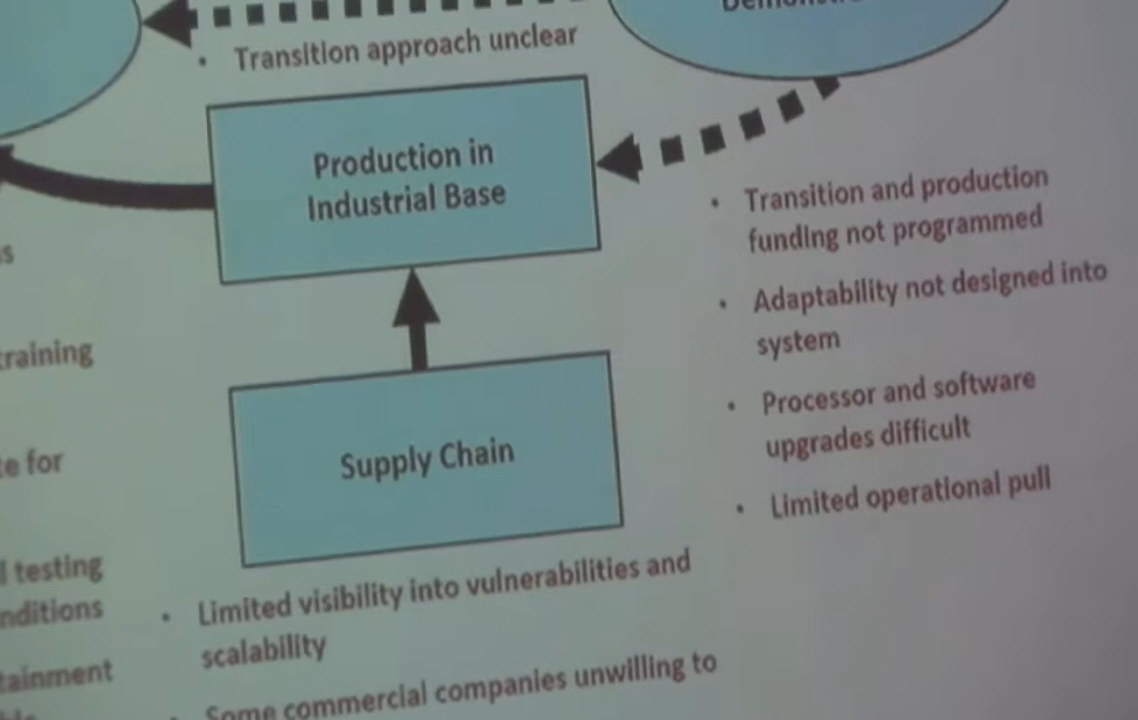 Transition approach unclear
Production in
Industrial Base
Transition and production
funding not programmed
Adaptability not designed into
system
Processor and software
upgrades difficult
Limited operational pull
Supply Chain
Limited visibility into vulnerabilities and
scalability
Some commercial companies unwilling to
training
for
testing